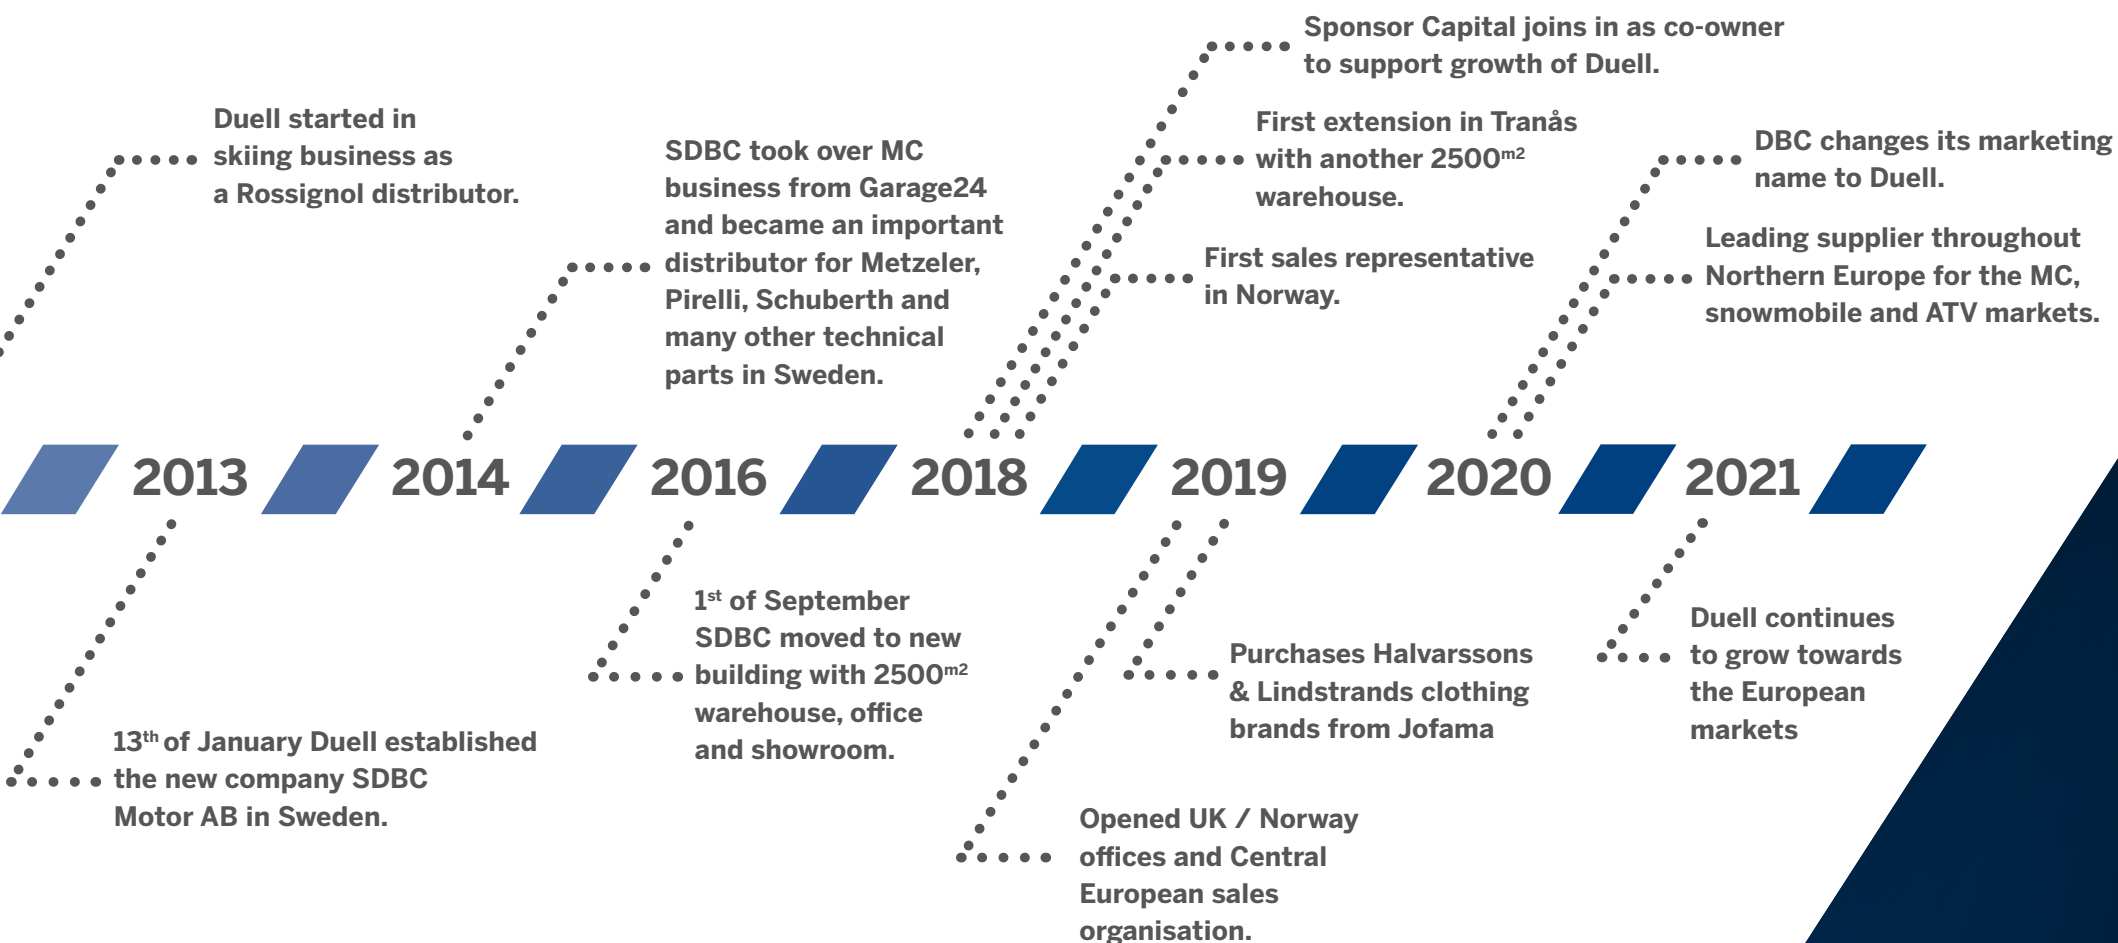 Sponsor Capital joins in as co-owner
to support growth of Duell.
Duell started in
skiing business as
a Rossignol distributor.
SDBC took over MC
business from Garage24
and became an important
distributor for Metzeler,
Pirelli, Schuberth and
many other technical
parts in Sweden.
First extension in Tranås
with another 2500m2
warehouse.
First sales representative
in Norway.
DBC changes its marketing
name to Duell.
Leading supplier throughout
Northern Europe for the MC,
snowmobile and ATV markets.
2013 2014 2016 2018 2019 2020 2021
13th of January Duell established
the new company SDBC
Motor AB in Sweden.
1st of September
SDBC moved to new
building with 2500m2
warehouse, office
and showroom.
Opened UK / Norway
offices and Central
European sales
organisation.
Purchases Halvarssons
& Lindstrands clothing
brands from Jofama
Duell continues
to grow towards
the European
markets